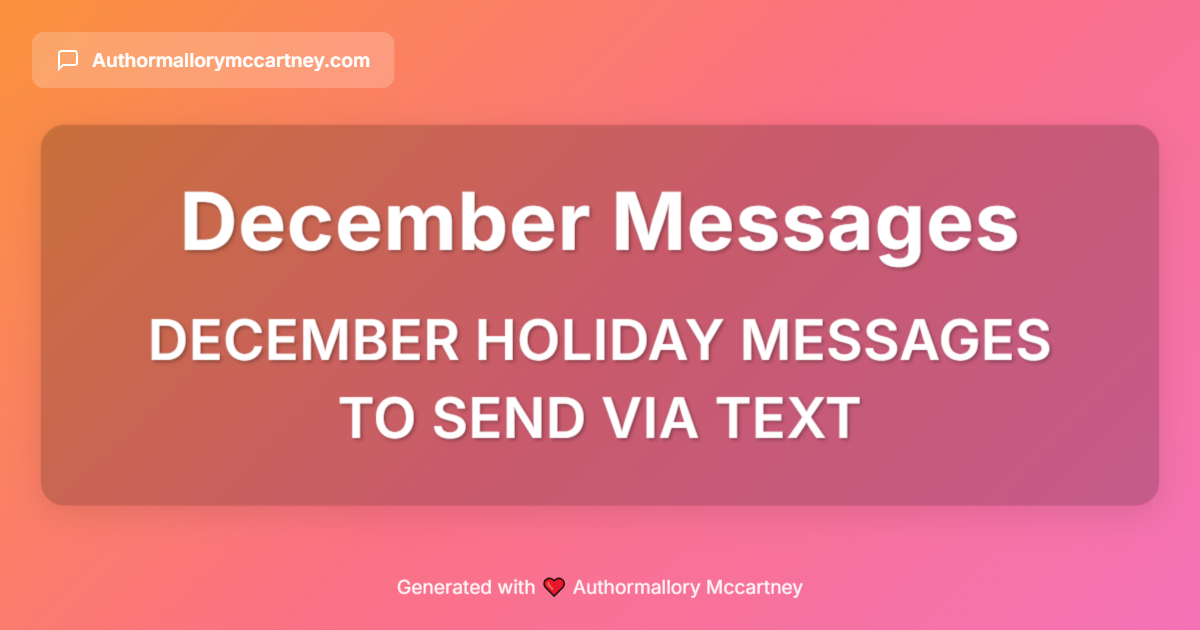 Authormallorymccartney.com
December Messages
DECEMBER HOLIDAY MESSAGES
TO SEND VIA TEXT
Generated with ❤️ Authormallory Mccartney